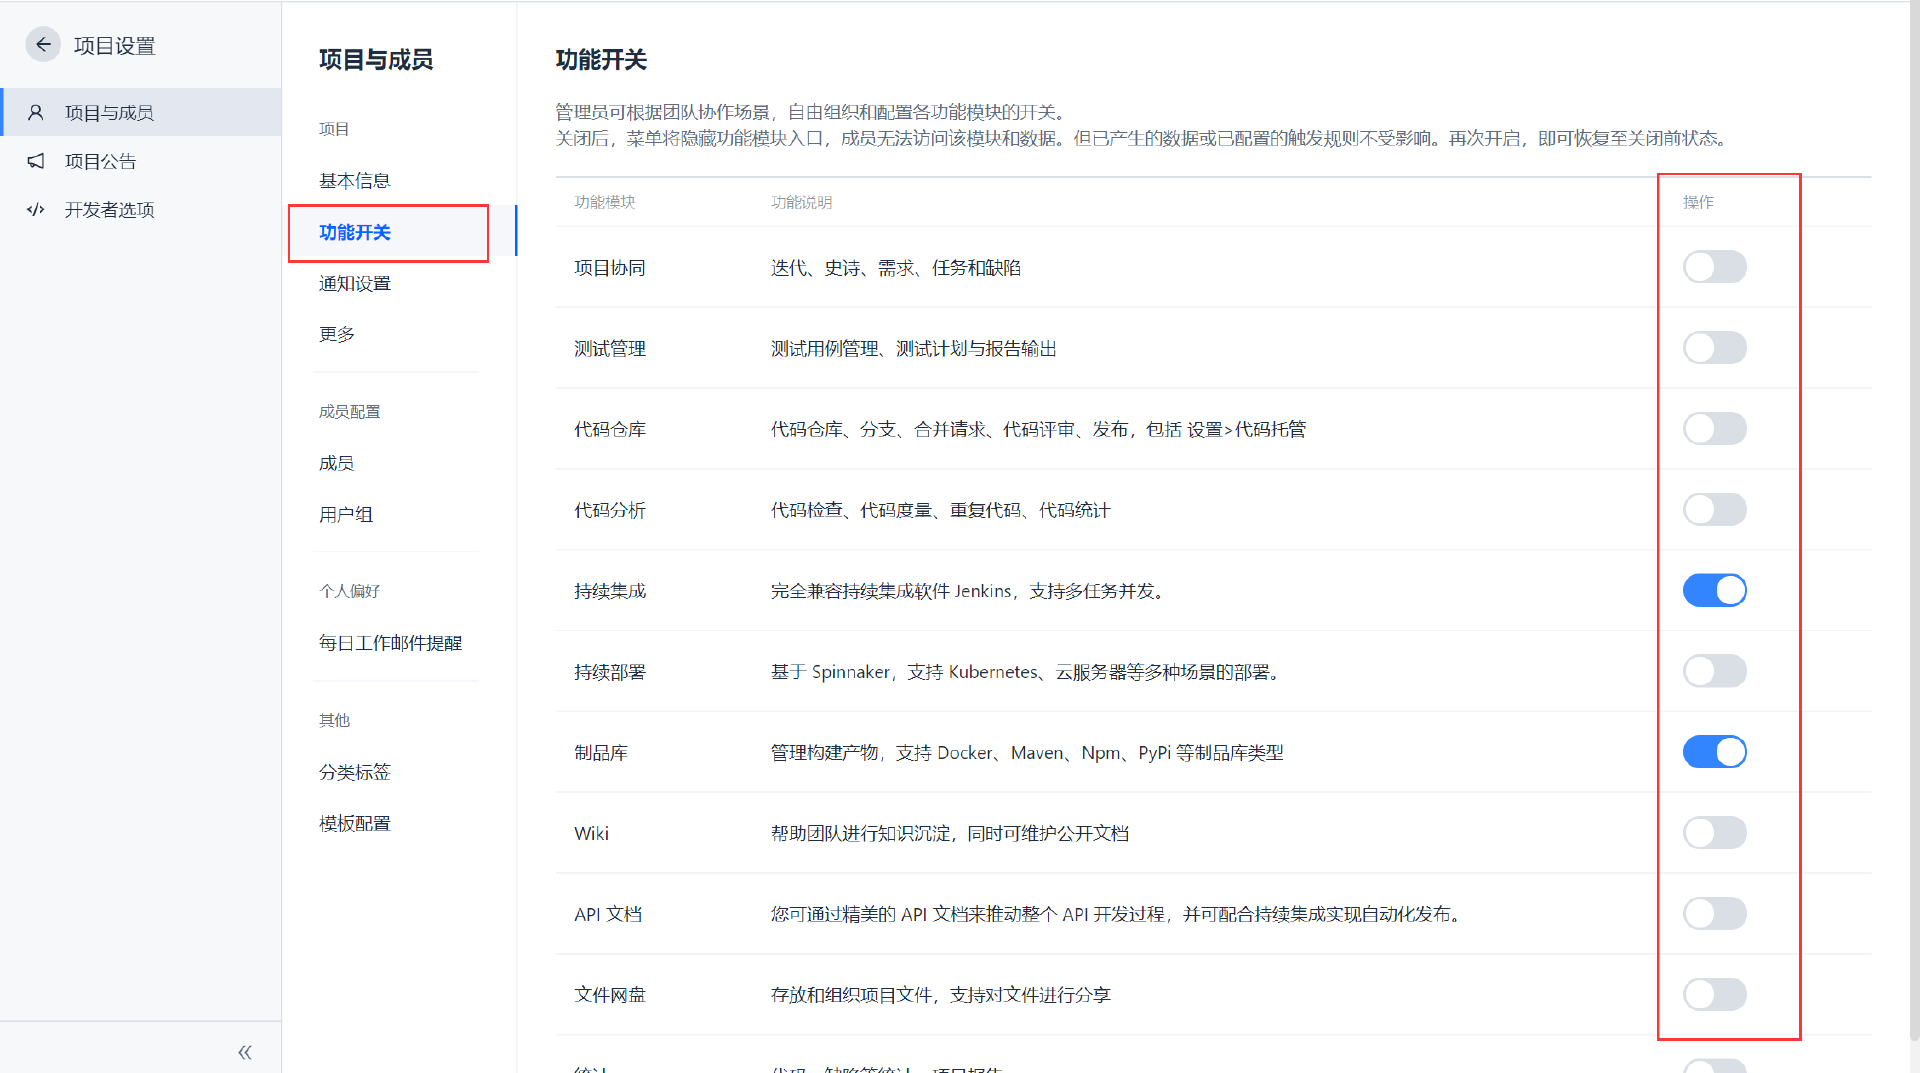 项目设置
项目与成员
项目公告
开发者选项
项目与成员
项目
基本信息
功能开关
通知设置
更多
成员配置
成员
用户组
个人偏好
每日工作邮件提醒
其他
分类标签
模板配置
功能开关
管理员可根据团队协作场景，自由组织和配置各功能模块的开关。
关闭后，菜单将隐藏功能模块入口，成员无法访问该模块和数据。但已产生的数据或已配置的触发规则不受影响。再次开启，即可恢复至关闭前状态。
功能模块 功能说明 操作
项目协同 迭代、史诗、需求、任务和缺陷
测试管理 测试用例管理、测试计划与报告输出
代码仓库 代码仓库、分支、合并请求、代码评审、发布，包括 设置>代码托管
代码分析 代码检查、代码度量、重复代码、代码统计
持续集成 完全兼容持续集成软件 Jenkins，支持多任务并发。
持续部署 基于 Spinnaker，支持 Kubernetes、云服务器等多种场景的部署。
制品库 管理构建产物，支持 Docker、Maven、Npm、PyPi 等制品库类型
Wiki 帮助团队进行知识沉淀，同时可维护公开文档
API 文档 您可通过精美的 API 文档来推动整个 API 开发过程，并可配合持续集成实现自动化发布。
文件网盘 存放和组织项目文件，支持对文件进行分享